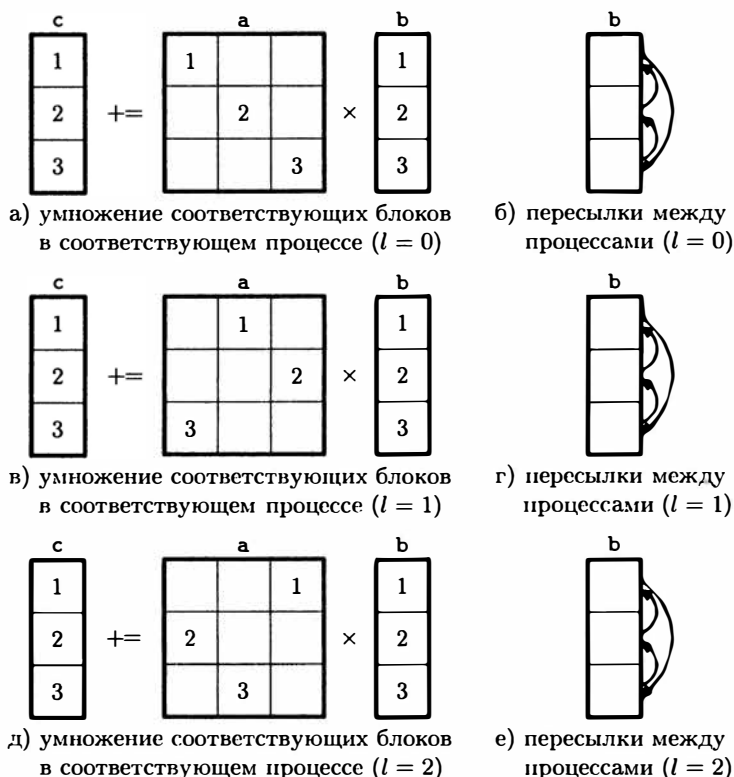 c a b b
1 1 1
2 += 2 × 2
3 3 3
а) умножение соответствующих блоков
в соответствующем процессе (l = 0)
б) пересылки между
процессами (l = 0)
c a b b
1 1 1
2 += 2 × 2
3 3 3
в) умножение соответствующих блоков
в соответствующем процессе (l = 1)
г) пересылки между
процессами (l = 1)
c a b b
1 1 1
2 += 2 × 2
3 3 3
д) умножение соответствующих блоков
в соответствующем процессе (l = 2)
е) пересылки между
процессами (l = 2)